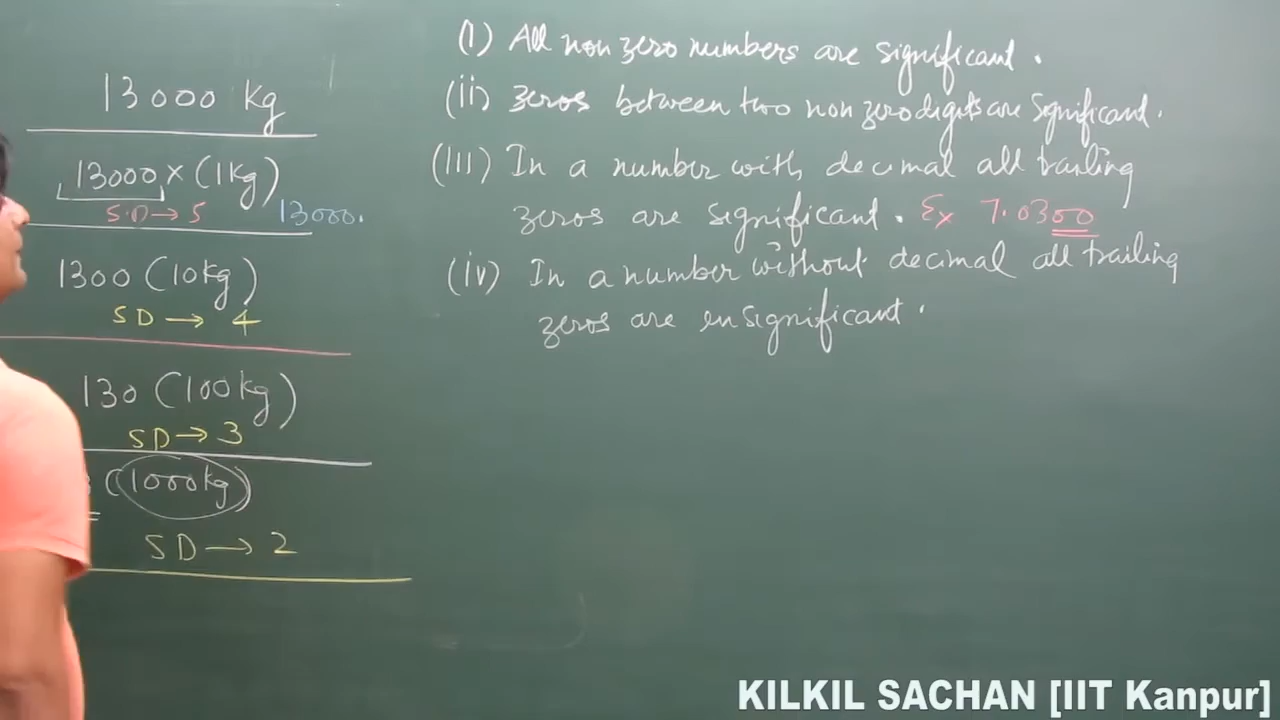 13000 kg
13000 × (1kg)
S.D → 5 13000.
1300 (10kg)
SD → 4
130 (100kg)
SD → 3
(1000kg)
SD → 2
(i) All non zero numbers are significant.
(ii) Zeros between two non zero digits are significant.
(iii) In a number with decimal all trailing
zeros are significant. Ex 7.0300
(iv) In a number without decimal all trailing
zeros are ensignificant.
KILKIL SACHAN [IIT Kanpur]